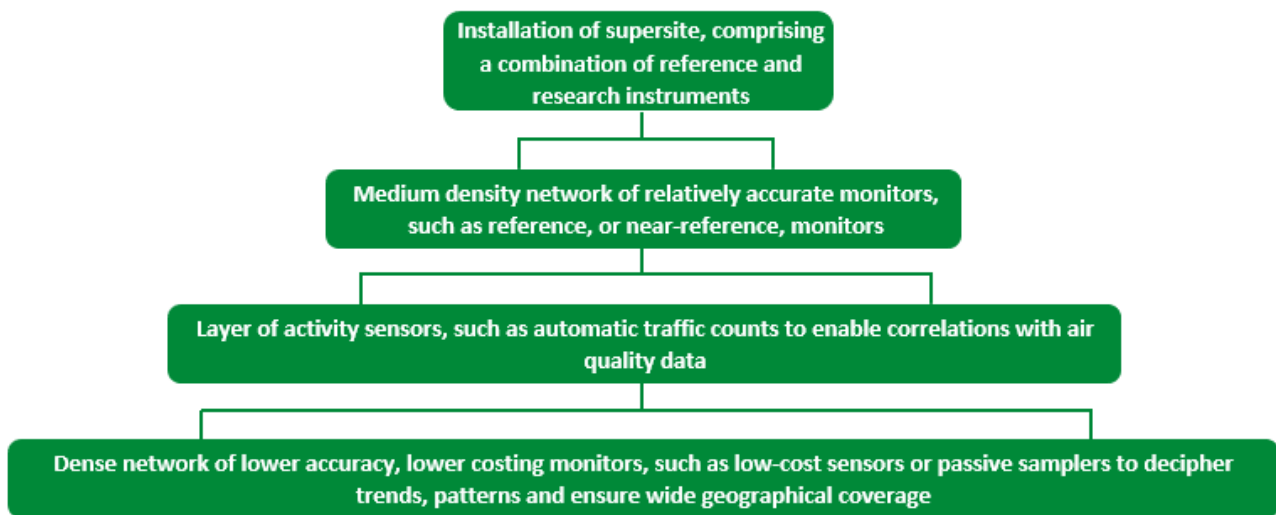 Installation of supersite, comprising
a combination of reference and
research instruments
Medium density network of relatively accurate monitors,
such as reference, or near-reference, monitors
Layer of activity sensors, such as automatic traffic counts to enable correlations with air
quality data
Dense network of lower accuracy, lower costing monitors, such as low-cost sensors or passive samplers to decipher
trends, patterns and ensure wide geographical coverage